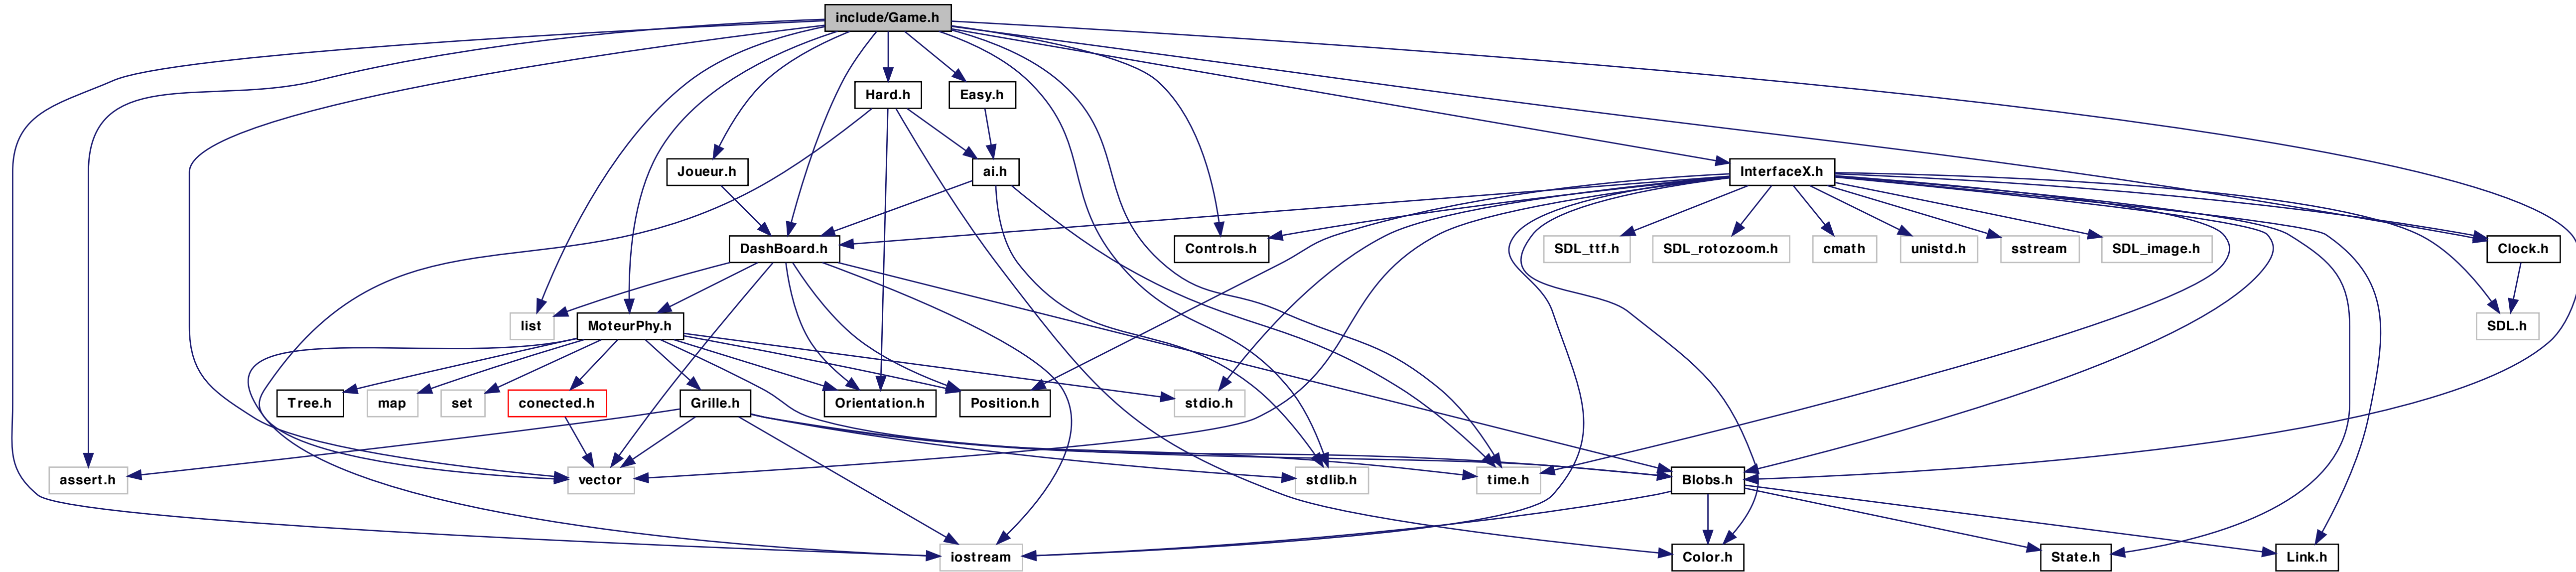 include/Game.h
Hard.h
Easy.h
Joueur.h
ai.h
InterfaceX.h
DashBoard.h
Controls.h
SDL_ttf.h
SDL_rotozoom.h
cmath
unistd.h
sstream
SDL_image.h
Clock.h
list
MoteurPhy.h
SDL.h
Tree.h
map
set
conected.h
Grille.h
Orientation.h
Position.h
stdio.h
assert.h
vector
stdlib.h
time.h
Blobs.h
iostream
Color.h
State.h
Link.h